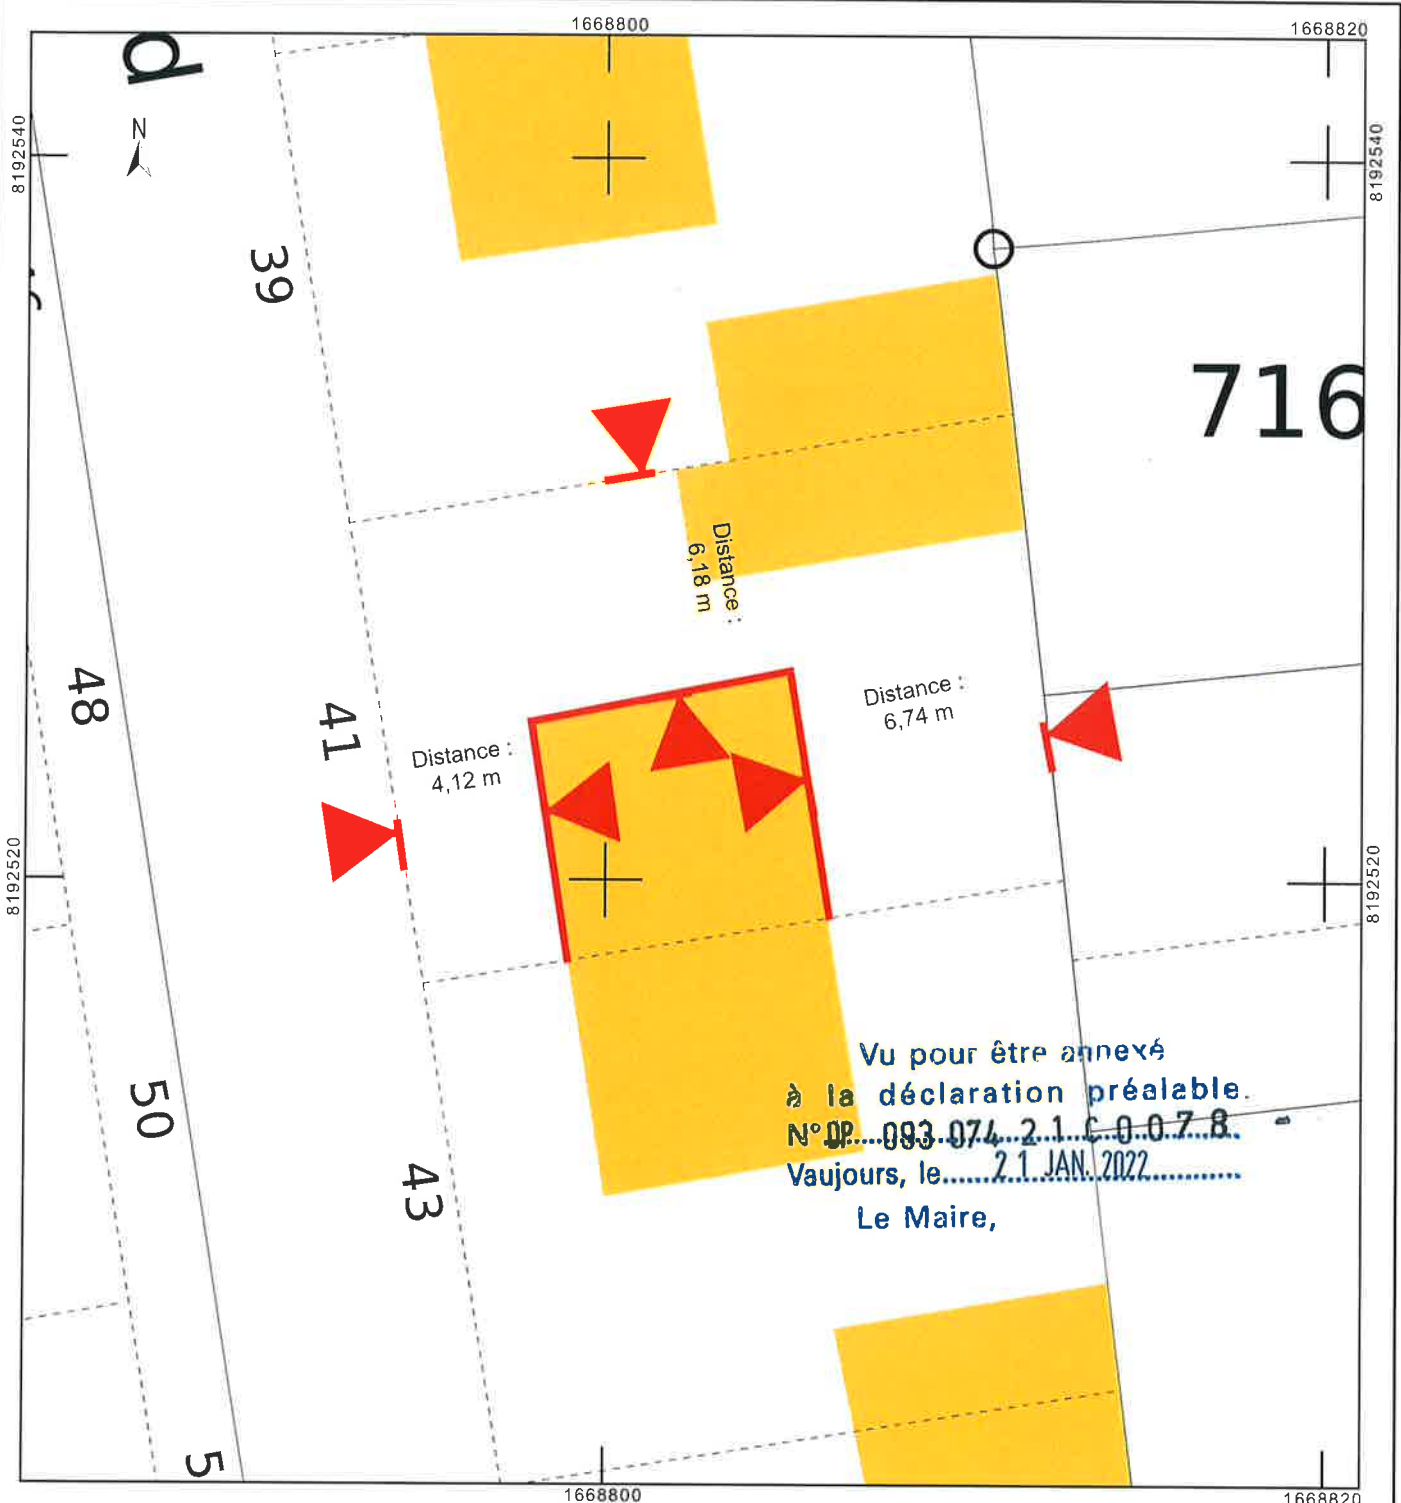 1668800
1668820
d
N
8192540
8192540
39
716
Distance :
6,18 m
48
41
Distance :
4,12 m
Distance :
6,74 m
8192520
8192520
50
43
Vu pour être annexé
à la déclaration préalable.
N° DP 093 074 21 C 0078 -
Vaujours, le 21 JAN. 2022
Le Maire,
5
1668800
1668820